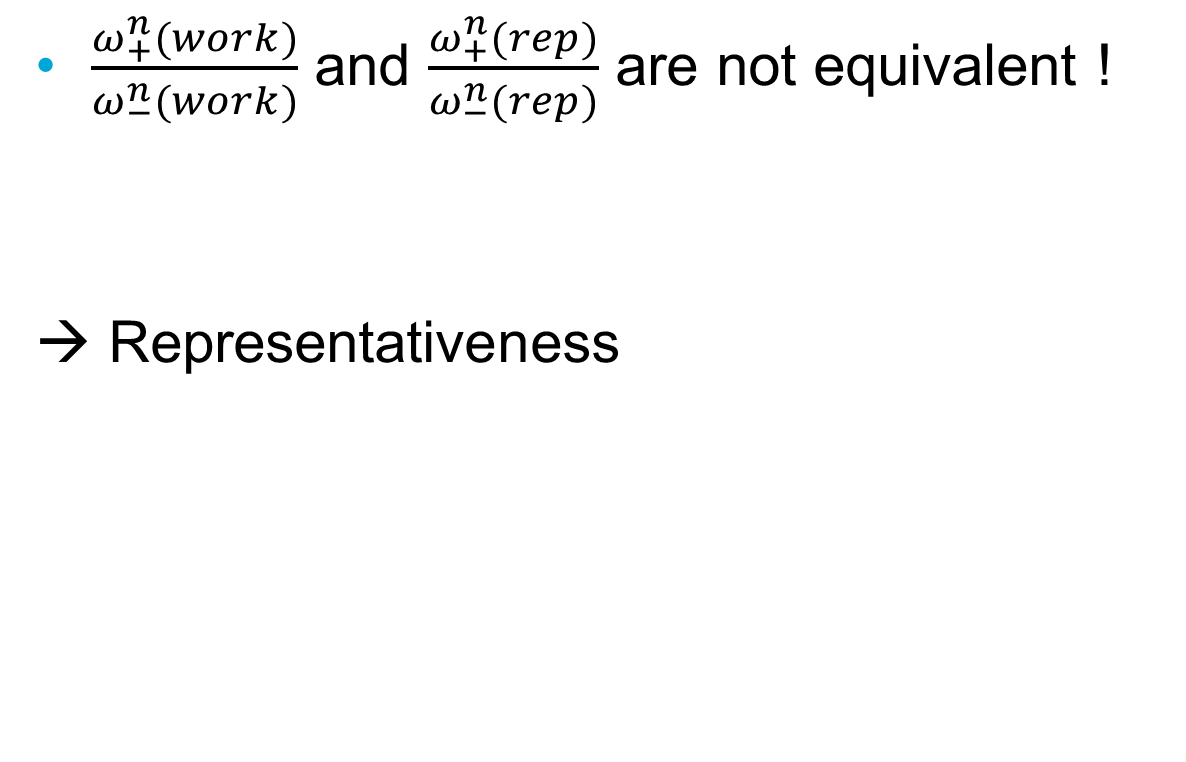 • ω₊ⁿ(work)/ω₋ⁿ(work) and ω₊ⁿ(rep)/ω₋ⁿ(rep) are not equivalent !
→ Representativeness